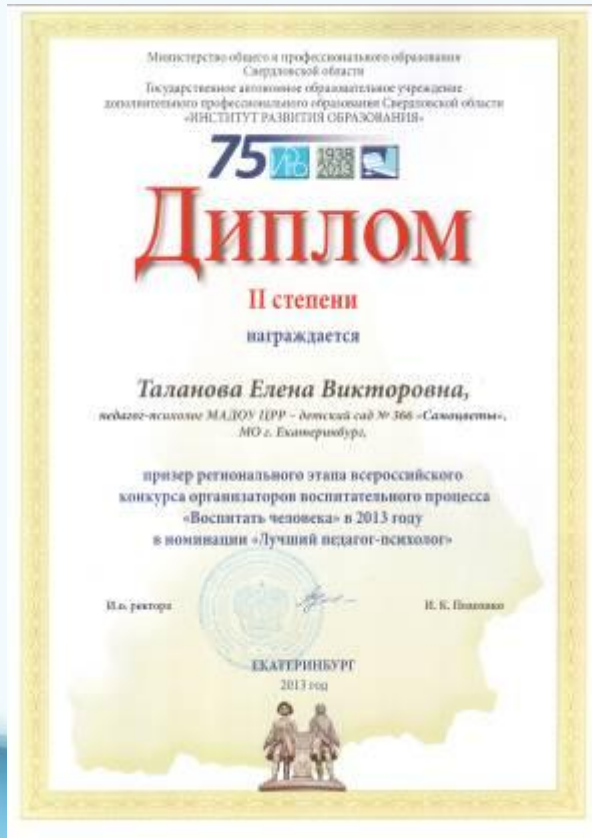 Министерство общего и профессионального образования
Свердловской области
Государственное автономное образовательное учреждение
дополнительного профессионального образования Свердловской области
«ИНСТИТУТ РАЗВИТИЯ ОБРАЗОВАНИЯ»
75 ИРО 1938 2013
Диплом
II степени
награждается
Таланова Елена Викторовна,
педагог-психолог МАДОУ ЦРР – детский сад № 366 «Самоцветы»,
МО г. Екатеринбург,
призер регионального этапа всероссийского
конкурса организаторов воспитательного процесса
«Воспитать человека» в 2013 году
в номинации «Лучший педагог-психолог»
И.о. ректора И. К.
ЕКАТЕРИНБУРГ
2013 год